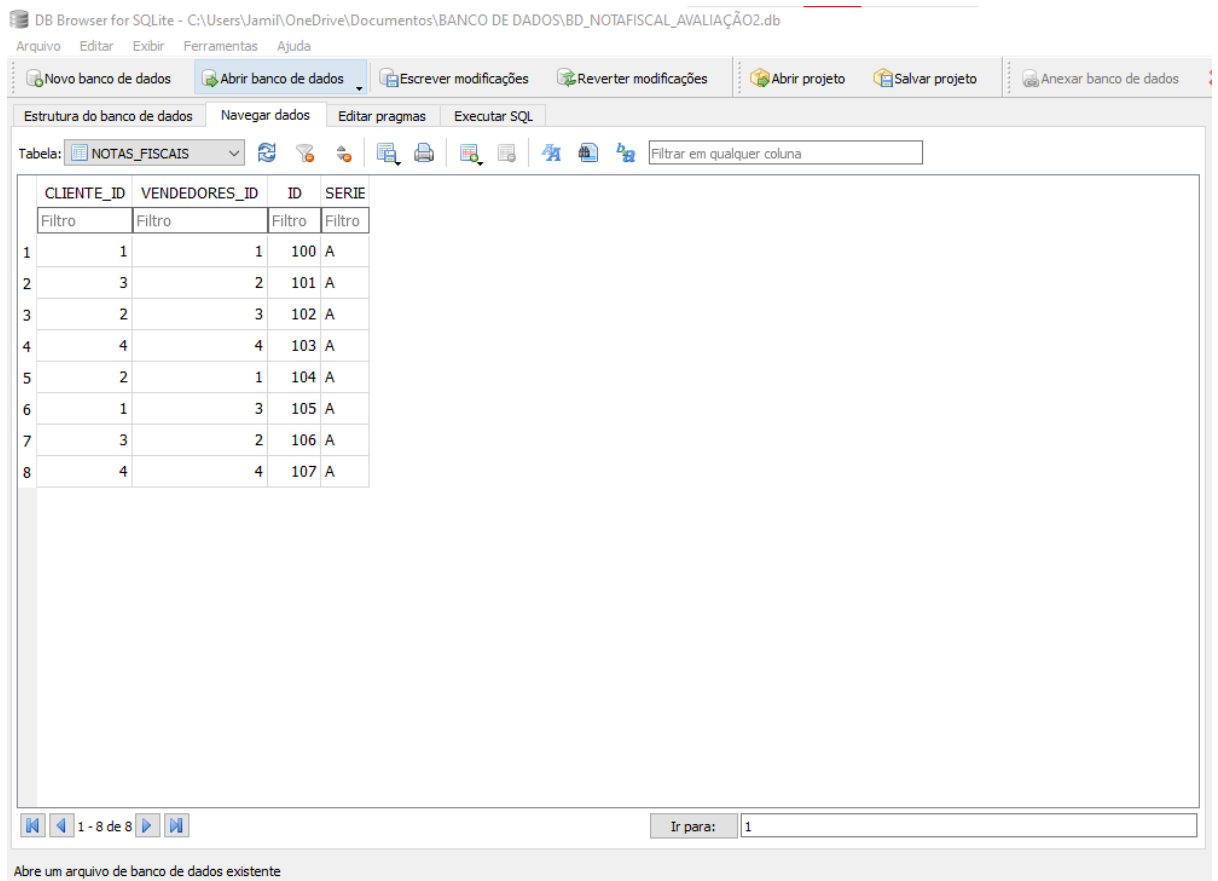 DB Browser for SQLite - C:\Users\Jamil\OneDrive\Documentos\BANCO DE DADOS\BD_NOTAFISCAL_AVALIAÇÃO2.db
Arquivo Editar Exibir Ferramentas Ajuda
Novo banco de dados Abrir banco de dados Escrever modificações Reverter modificações Abrir projeto Salvar projeto Anexar banco de dados
Estrutura do banco de dados Navegar dados Editar pragmas Executar SQL
Tabela: NOTAS_FISCAIS Filtrar em qualquer coluna
CLIENTE_ID VENDEDORES_ID ID SERIE
Filtro Filtro Filtro Filtro
1 1 1 100 A
2 3 2 101 A
3 2 3 102 A
4 4 4 103 A
5 2 1 104 A
6 1 3 105 A
7 3 2 106 A
8 4 4 107 A
1 - 8 de 8 Ir para: 1
Abre um arquivo de banco de dados existente